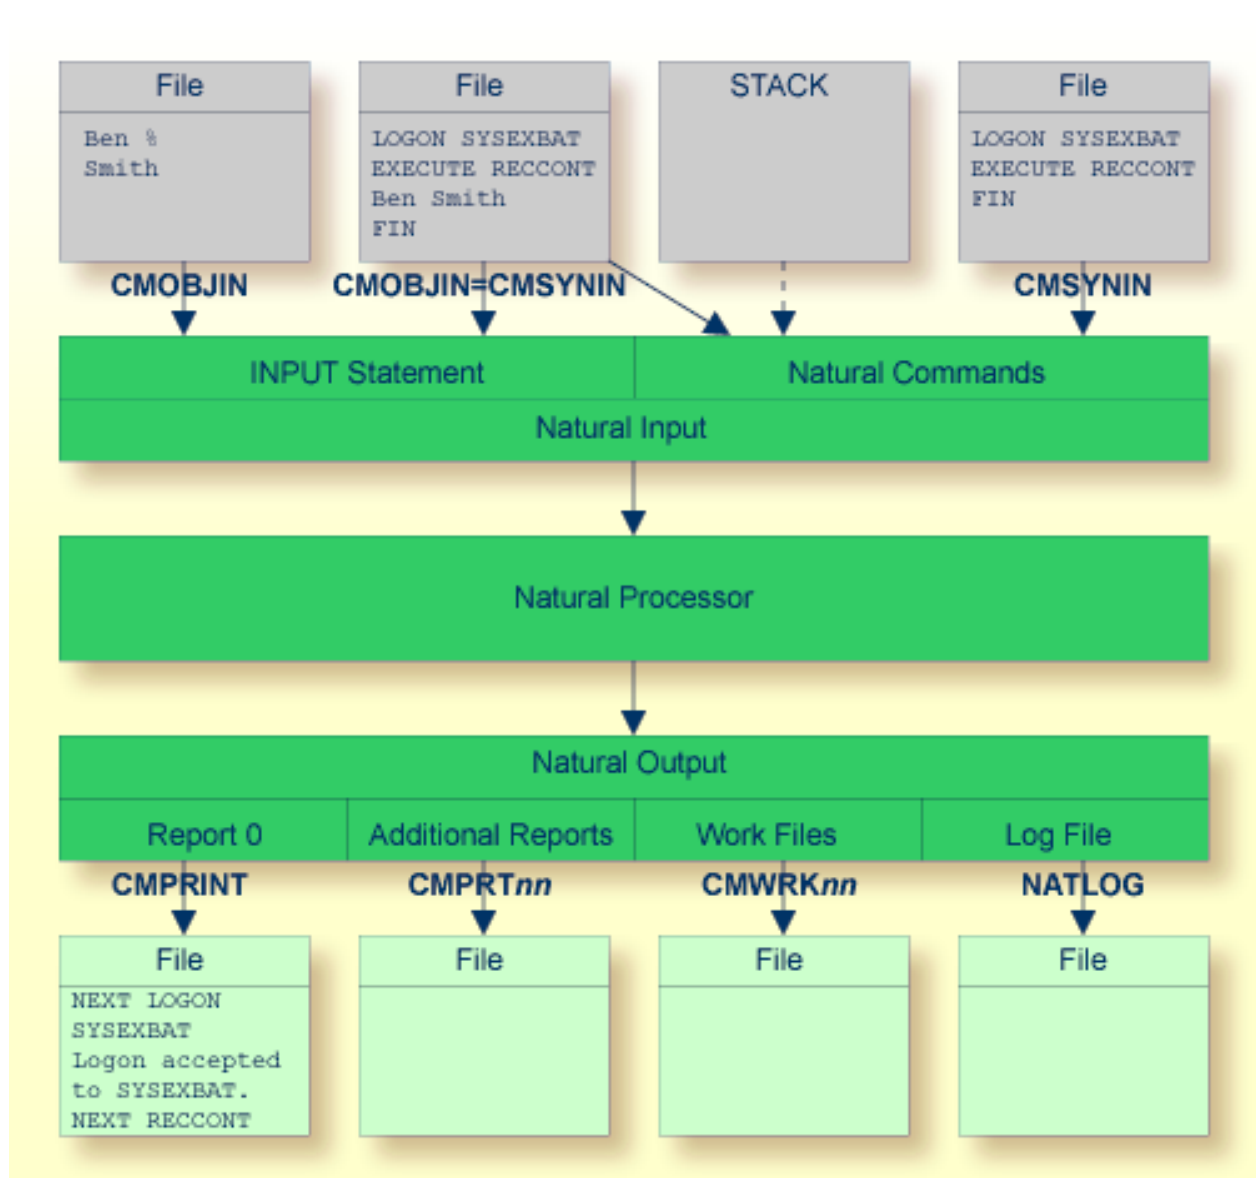 File
File
STACK
File
Ben %
Smith
LOGON SYSEXBAT
EXECUTE RECCONT
Ben Smith
FIN
LOGON SYSEXBAT
EXECUTE RECCONT
FIN
CMOBJIN
CMOBJIN=CMSYNIN
CMSYNIN
INPUT Statement
Natural Commands
Natural Input
Natural Processor
Natural Output
Report 0
Additional Reports
Work Files
Log File
CMPRINT
CMPRTnn
CMWRKnn
NATLOG
File
File
File
File
NEXT LOGON
SYSEXBAT
Logon accepted
to SYSEXBAT.
NEXT RECCONT